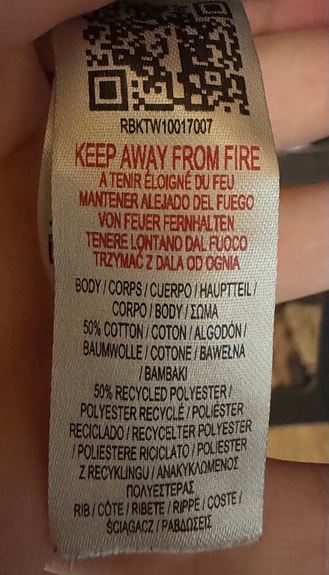 RBKTW10017007
KEEP AWAY FROM FIRE
A TENIR ÉLOIGNÉ DU FEU
MANTENER ALEJADO DEL FUEGO
VON FEUER FERNHALTEN
TENERE LONTANO DAL FUOCO
TRZYMAĆ Z DALA OD OGNIA
BODY / CORPS / CUERPO / HAUPTTEIL /
CORPO / BODY / ΣΩΜΑ
50% COTTON / COTON / ALGODÓN /
BAUMWOLLE / COTONE / BAWEŁNA
/ BAMBAKI
50% RECYCLED POLYESTER /
POLYESTER RECYCLÉ / POLIÉSTER
RECICLADO / RECYCELTER POLYESTER
/ POLIESTERE RICICLATO / POLIESTER
Z RECYKLINGU / ΑΝΑΚΥΚΛΩΜΕΝΟΣ
ΠΟΛΥΕΣΤΕΡΑΣ
RIB / CÔTE / RIBETE / RIPPE / COSTE /
ŚCIĄGACZ / ΡΑΒΔΩΣΕΙΣ